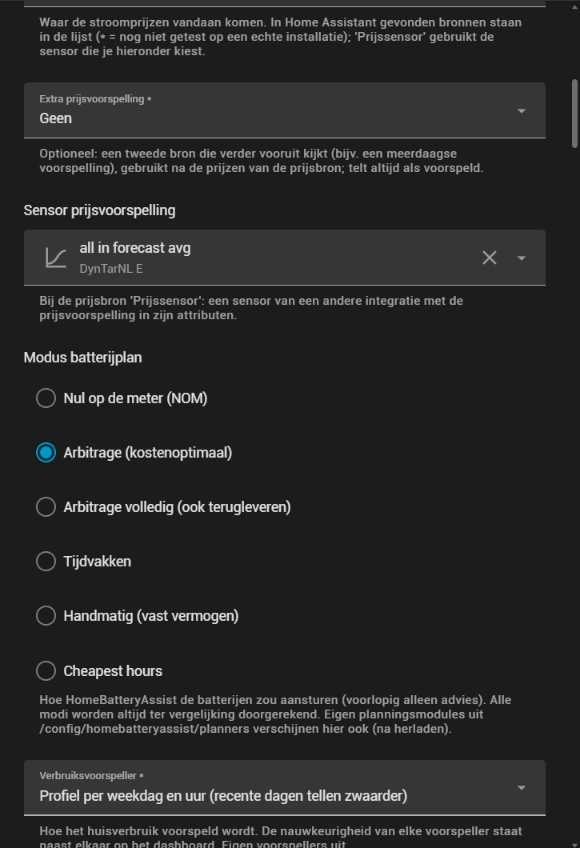 Waar de stroomprijzen vandaan komen. In Home Assistant gevonden bronnen staan
in de lijst (• = nog niet getest op een echte installatie); 'Prijssensor' gebruikt de
sensor die je hieronder kiest.
Extra prijsvoorspelling •
Geen
Optioneel: een tweede bron die verder vooruit kijkt (bijv. een meerdaagse
voorspelling), gebruikt na de prijzen van de prijsbron; telt altijd als voorspeld.
Sensor prijsvoorspelling
all in forecast avg
DynTarNL E
Bij de prijsbron 'Prijssensor': een sensor van een andere integratie met de
prijsvoorspelling in zijn attributen.
Modus batterijplan
Nul op de meter (NOM)
Arbitrage (kostenoptimaal)
Arbitrage volledig (ook terugleveren)
Tijdvakken
Handmatig (vast vermogen)
Cheapest hours
Hoe HomeBatteryAssist de batterijen zou aansturen (voorlopig alleen advies). Alle
modi worden altijd ter vergelijking doorgerekend. Eigen planningsmodules uit
/config/homebatteryassist/planners verschijnen hier ook (na herladen).
Verbruiksvoorspeller •
Profiel per weekdag en uur (recente dagen tellen zwaarder)
Hoe het huisverbruik voorspeld wordt. De nauwkeurigheid van elke voorspeller staat
naast elkaar op het dashboard. Eigen voorspellers uit